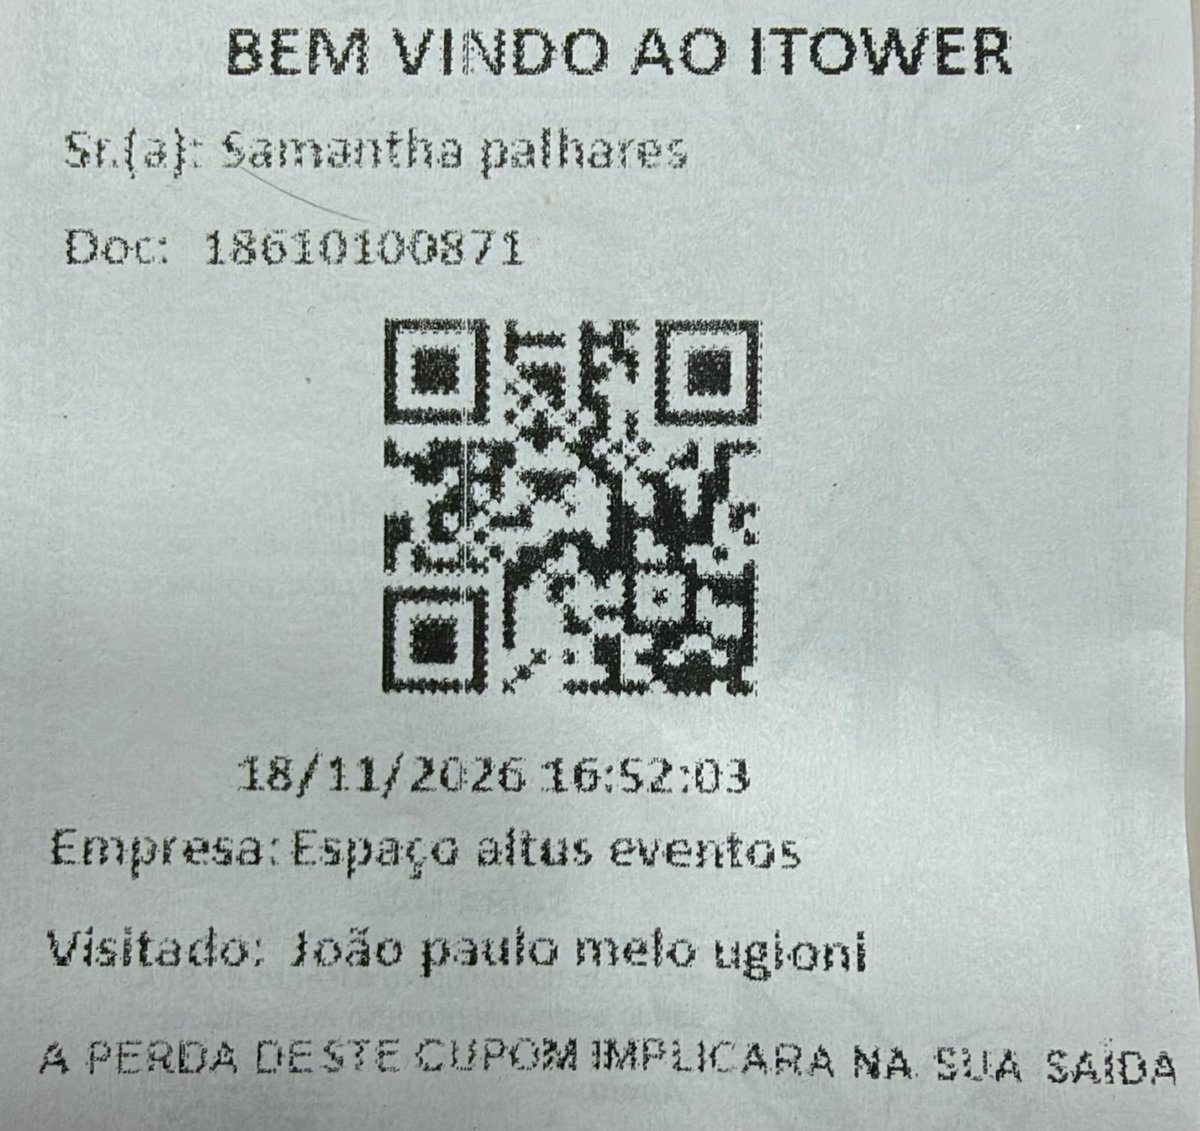 BEM VINDO AO ITOWER
Sr.(a): Samantha palhares
Doc: 18610100871
18/11/2026 16:52:03
Empresa: Espaço altus eventos
Visitado: João paulo melo ugioni
A PERDA DESTE CUPOM IMPLICARA NA SUA SAÍDA